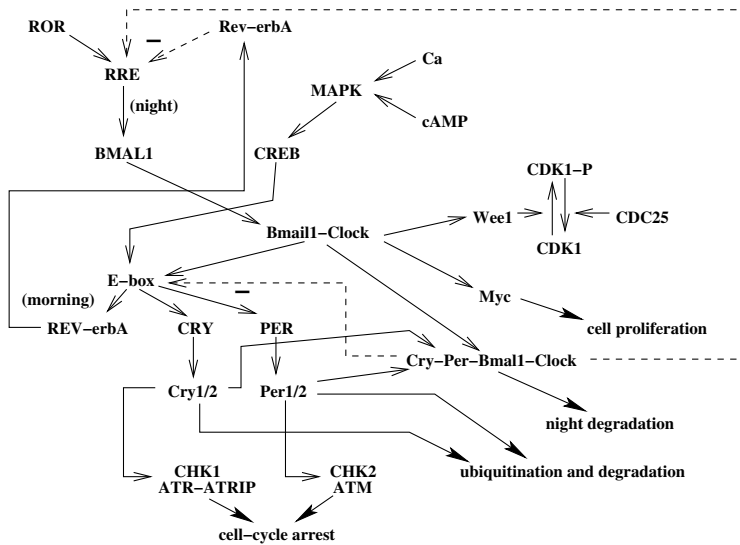 ROR
Rev-erbA
RRE
(night)
Ca
MAPK
cAMP
BMAL1
CREB
CDK1-P
Wee1
CDC25
CDK1
Bmail1-Clock
E-box
(morning)
Myc
REV-erbA
CRY
PER
cell proliferation
Cry-Per-Bmal1-Clock
Cry1/2
Per1/2
night degradation
ubiquitination and degradation
CHK1
ATR-ATRIP
CHK2
ATM
cell-cycle arrest